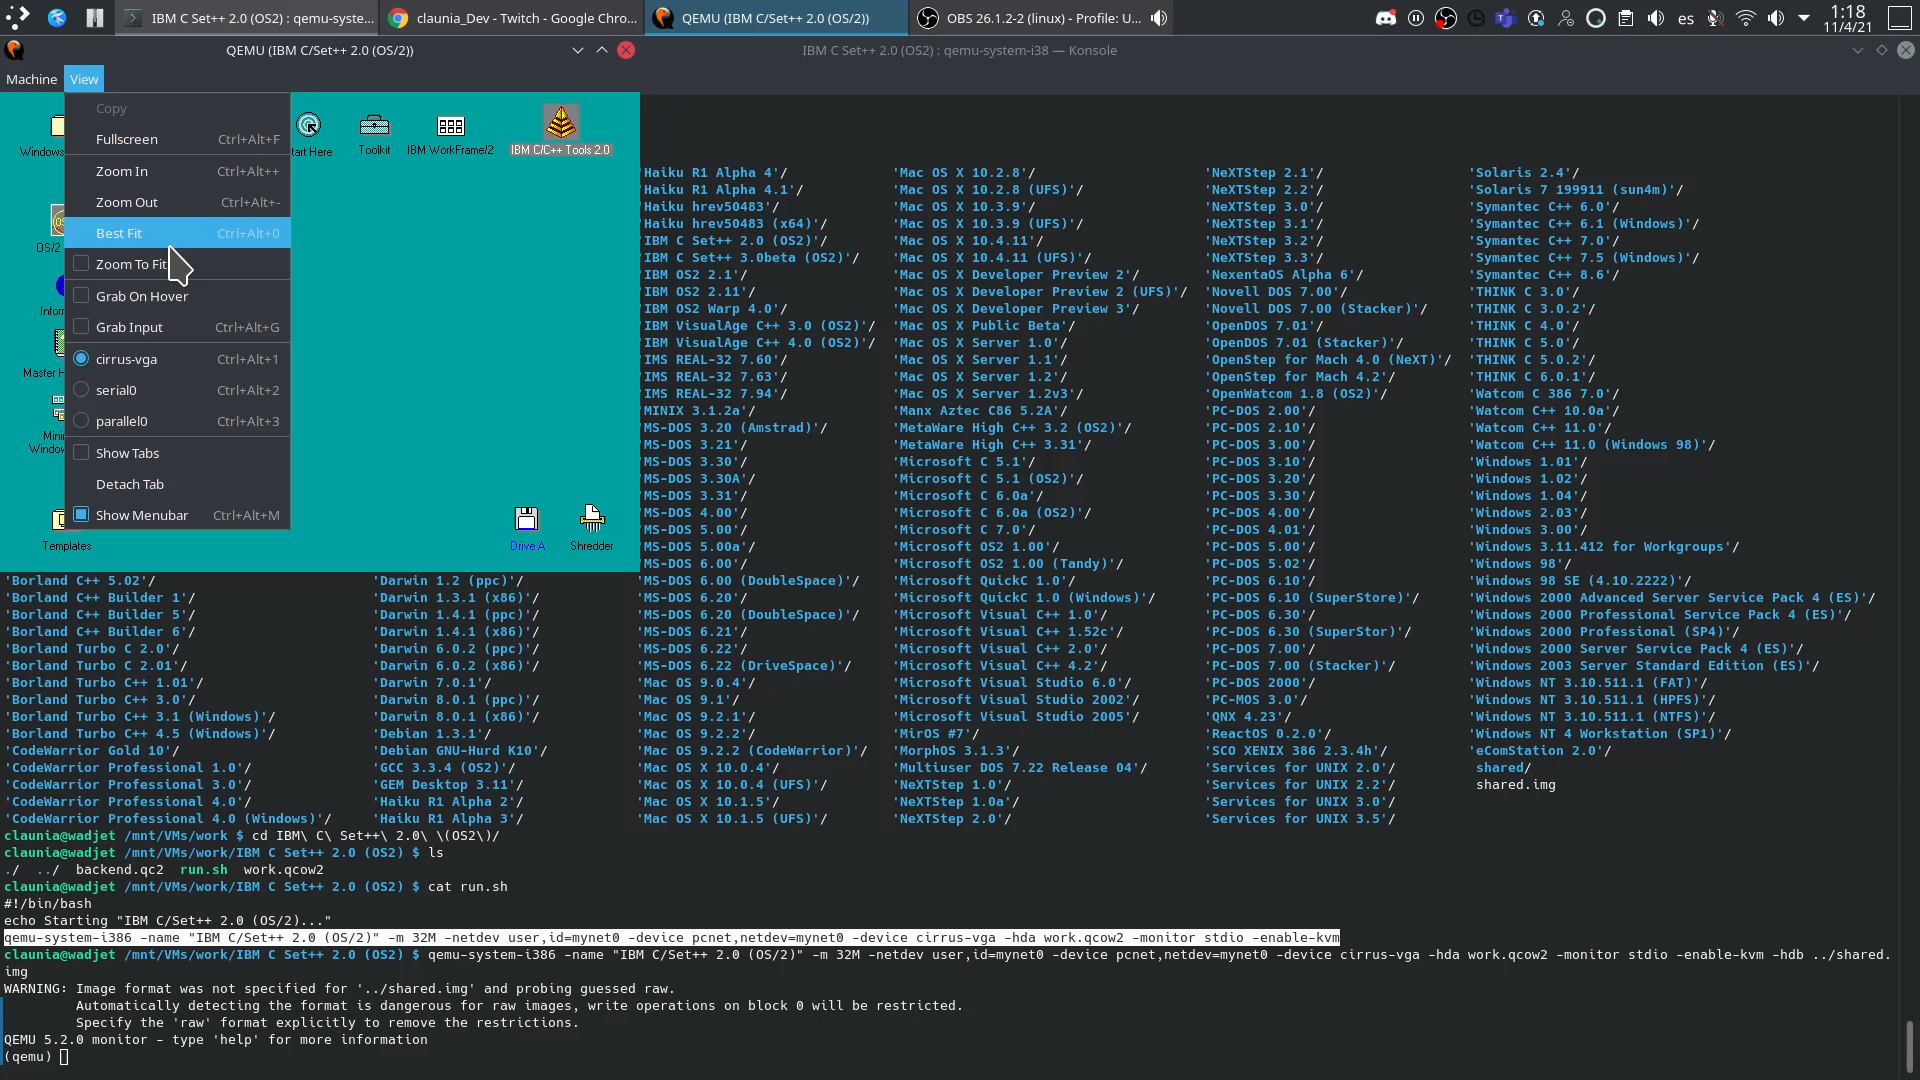 IBM C Set++ 2.0 (OS2) : qemu-syste...
claunia_Dev - Twitch - Google Chro...
QEMU (IBM C/Set++ 2.0 (OS/2))
OBS 26.1.2-2 (linux) - Profile: U...
es
1:18
11/4/21
QEMU (IBM C/Set++ 2.0 (OS/2))
IBM C Set++ 2.0 (OS2) : qemu-system-i38 — Konsole
Machine
View
Copy
Fullscreen Ctrl+Alt+F
Zoom In Ctrl+Alt++
Zoom Out Ctrl+Alt+-
Best Fit Ctrl+Alt+0
Zoom To Fit
Grab On Hover
Grab Input Ctrl+Alt+G
cirrus-vga Ctrl+Alt+1
serial0 Ctrl+Alt+2
parallel0 Ctrl+Alt+3
Show Tabs
Detach Tab
Show Menubar Ctrl+Alt+M
Windows
OS/2
Infor
Master H
Mini
Window
Templates
tart Here
Toolkit
IBM WorkFrame/2
IBM C/C++ Tools 2.0
Drive A
Shredder
'Haiku R1 Alpha 4'/ 'Mac OS X 10.2.8'/ 'NeXTStep 2.1'/ 'Solaris 2.4'/
'Haiku R1 Alpha 4.1'/ 'Mac OS X 10.2.8 (UFS)'/ 'NeXTStep 2.2'/ 'Solaris 7 199911 (sun4m)'/
'Haiku hrev50483'/ 'Mac OS X 10.3.9'/ 'NeXTStep 3.0'/ 'Symantec C++ 6.0'/
'Haiku hrev50483 (x64)'/ 'Mac OS X 10.3.9 (UFS)'/ 'NeXTStep 3.1'/ 'Symantec C++ 6.1 (Windows)'/
'IBM C Set++ 2.0 (OS2)'/ 'Mac OS X 10.4.11'/ 'NeXTStep 3.2'/ 'Symantec C++ 7.0'/
'IBM C Set++ 3.0beta (OS2)'/ 'Mac OS X 10.4.11 (UFS)'/ 'NeXTStep 3.3'/ 'Symantec C++ 7.5 (Windows)'/
'IBM OS2 2.1'/ 'Mac OS X Developer Preview 2'/ 'NexentaOS Alpha 6'/ 'Symantec C++ 8.6'/
'IBM OS2 2.11'/ 'Mac OS X Developer Preview 2 (UFS)'/ 'Novell DOS 7.00'/ 'THINK C 3.0'/
'IBM OS2 Warp 4.0'/ 'Mac OS X Developer Preview 3'/ 'Novell DOS 7.00 (Stacker)'/ 'THINK C 3.0.2'/
'IBM VisualAge C++ 3.0 (OS2)'/ 'Mac OS X Public Beta'/ 'OpenDOS 7.01'/ 'THINK C 4.0'/
'IBM VisualAge C++ 4.0 (OS2)'/ 'Mac OS X Server 1.0'/ 'OpenDOS 7.01 (Stacker)'/ 'THINK C 5.0'/
'IMS REAL-32 7.60'/ 'Mac OS X Server 1.1'/ 'OpenStep for Mach 4.0 (NeXT)'/ 'THINK C 5.0.2'/
'IMS REAL-32 7.63'/ 'Mac OS X Server 1.2'/ 'OpenStep for Mach 4.2'/ 'THINK C 6.0.1'/
'IMS REAL-32 7.94'/ 'Mac OS X Server 1.2v3'/ 'OpenWatcom 1.8 (OS2)'/ 'Watcom C 386 7.0'/
'MINIX 3.1.2a'/ 'Manx Aztec C86 5.2A'/ 'PC-DOS 2.00'/ 'Watcom C++ 10.0a'/
'MS-DOS 3.20 (Amstrad)'/ 'MetaWare High C++ 3.2 (OS2)'/ 'PC-DOS 2.10'/ 'Watcom C++ 11.0'/
'MS-DOS 3.21'/ 'MetaWare High C++ 3.31'/ 'PC-DOS 3.00'/ 'Watcom C++ 11.0 (Windows 98)'/
'MS-DOS 3.30'/ 'Microsoft C 5.1'/ 'PC-DOS 3.10'/ 'Windows 1.01'/
'MS-DOS 3.30A'/ 'Microsoft C 5.1 (OS2)'/ 'PC-DOS 3.20'/ 'Windows 1.02'/
'MS-DOS 3.31'/ 'Microsoft C 6.0a'/ 'PC-DOS 3.30'/ 'Windows 1.04'/
'MS-DOS 4.00'/ 'Microsoft C 6.0a (OS2)'/ 'PC-DOS 4.00'/ 'Windows 2.03'/
'MS-DOS 5.00'/ 'Microsoft C 7.0'/ 'PC-DOS 4.01'/ 'Windows 3.00'/
'MS-DOS 5.00a'/ 'Microsoft OS2 1.00'/ 'PC-DOS 5.00'/ 'Windows 3.11.412 for Workgroups'/
'MS-DOS 6.00'/ 'Microsoft OS2 1.00 (Tandy)'/ 'PC-DOS 5.02'/ 'Windows 98'/
'Borland C++ 5.02'/ 'Darwin 1.2 (ppc)'/ 'MS-DOS 6.00 (DoubleSpace)'/ 'Microsoft QuickC 1.0'/ 'PC-DOS 6.10'/ 'Windows 98 SE (4.10.2222)'/
'Borland C++ Builder 1'/ 'Darwin 1.3.1 (x86)'/ 'MS-DOS 6.20'/ 'Microsoft QuickC 1.0 (Windows)'/ 'PC-DOS 6.10 (SuperStore)'/ 'Windows 2000 Advanced Server Service Pack 4 (ES)'/
'Borland C++ Builder 5'/ 'Darwin 1.4.1 (ppc)'/ 'MS-DOS 6.20 (DoubleSpace)'/ 'Microsoft Visual C++ 1.0'/ 'PC-DOS 6.30'/ 'Windows 2000 Professional Service Pack 4 (ES)'/
'Borland C++ Builder 6'/ 'Darwin 1.4.1 (x86)'/ 'MS-DOS 6.21'/ 'Microsoft Visual C++ 1.52c'/ 'PC-DOS 6.30 (SuperStor)'/ 'Windows 2000 Professional (SP4)'/
'Borland Turbo C 2.0'/ 'Darwin 6.0.2 (ppc)'/ 'MS-DOS 6.22'/ 'Microsoft Visual C++ 2.0'/ 'PC-DOS 7.00'/ 'Windows 2000 Server Service Pack 4 (ES)'/
'Borland Turbo C 2.01'/ 'Darwin 6.0.2 (x86)'/ 'MS-DOS 6.22 (DriveSpace)'/ 'Microsoft Visual C++ 4.2'/ 'PC-DOS 7.00 (Stacker)'/ 'Windows 2003 Server Standard Edition (ES)'/
'Borland Turbo C++ 1.01'/ 'Darwin 7.0.1'/ 'Mac OS 9.0.4'/ 'Microsoft Visual Studio 6.0'/ 'PC-DOS 2000'/ 'Windows NT 3.10.511.1 (FAT)'/
'Borland Turbo C++ 3.0'/ 'Darwin 8.0.1 (ppc)'/ 'Mac OS 9.1'/ 'Microsoft Visual Studio 2002'/ 'PC-MOS 3.0'/ 'Windows NT 3.10.511.1 (HPFS)'/
'Borland Turbo C++ 3.1 (Windows)'/ 'Darwin 8.0.1 (x86)'/ 'Mac OS 9.2.1'/ 'Microsoft Visual Studio 2005'/ 'QNX 4.23'/ 'Windows NT 3.10.511.1 (NTFS)'/
'Borland Turbo C++ 4.5 (Windows)'/ 'Debian 1.3.1'/ 'Mac OS 9.2.2'/ 'MirOS #7'/ 'ReactOS 0.2.0'/ 'Windows NT 4 Workstation (SP1)'/
'CodeWarrior Gold 10'/ 'Debian GNU-Hurd K10'/ 'Mac OS 9.2.2 (CodeWarrior)'/ 'MorphOS 3.1.3'/ 'SCO XENIX 386 2.3.4h'/ 'eComStation 2.0'/
'CodeWarrior Professional 1.0'/ 'GCC 3.3.4 (OS2)'/ 'Mac OS X 10.0.4'/ 'Multiuser DOS 7.22 Release 04'/ 'Services for UNIX 2.0'/ shared/
'CodeWarrior Professional 3.0'/ 'GEM Desktop 3.11'/ 'Mac OS X 10.0.4 (UFS)'/ 'NeXTStep 1.0'/ 'Services for UNIX 2.2'/ shared.img
'CodeWarrior Professional 4.0'/ 'Haiku R1 Alpha 2'/ 'Mac OS X 10.1.5'/ 'NeXTStep 1.0a'/ 'Services for UNIX 3.0'/
'CodeWarrior Professional 4.0 (Windows)'/ 'Haiku R1 Alpha 3'/ 'Mac OS X 10.1.5 (UFS)'/ 'NeXTStep 2.0'/ 'Services for UNIX 3.5'/
claunia@wadjet /mnt/VMs/work $ cd IBM\ C\ Set++\ 2.0\ \(OS2\)/
claunia@wadjet /mnt/VMs/work/IBM C Set++ 2.0 (OS2) $ ls
./ ../ backend.qc2 run.sh work.qcow2
claunia@wadjet /mnt/VMs/work/IBM C Set++ 2.0 (OS2) $ cat run.sh
#!/bin/bash
echo Starting "IBM C/Set++ 2.0 (OS/2)..."
qemu-system-i386 -name "IBM C/Set++ 2.0 (OS/2)" -m 32M -netdev user,id=mynet0 -device pcnet,netdev=mynet0 -device cirrus-vga -hda work.qcow2 -monitor stdio -enable-kvm
claunia@wadjet /mnt/VMs/work/IBM C Set++ 2.0 (OS2) $ qemu-system-i386 -name "IBM C/Set++ 2.0 (OS/2)" -m 32M -netdev user,id=mynet0 -device pcnet,netdev=mynet0 -device cirrus-vga -hda work.qcow2 -monitor stdio -enable-kvm -hdb ../shared.
img
WARNING: Image format was not specified for '../shared.img' and probing guessed raw.
Automatically detecting the format is dangerous for raw images, write operations on block 0 will be restricted.
Specify the 'raw' format explicitly to remove the restrictions.
QEMU 5.2.0 monitor - type 'help' for more information
(qemu)